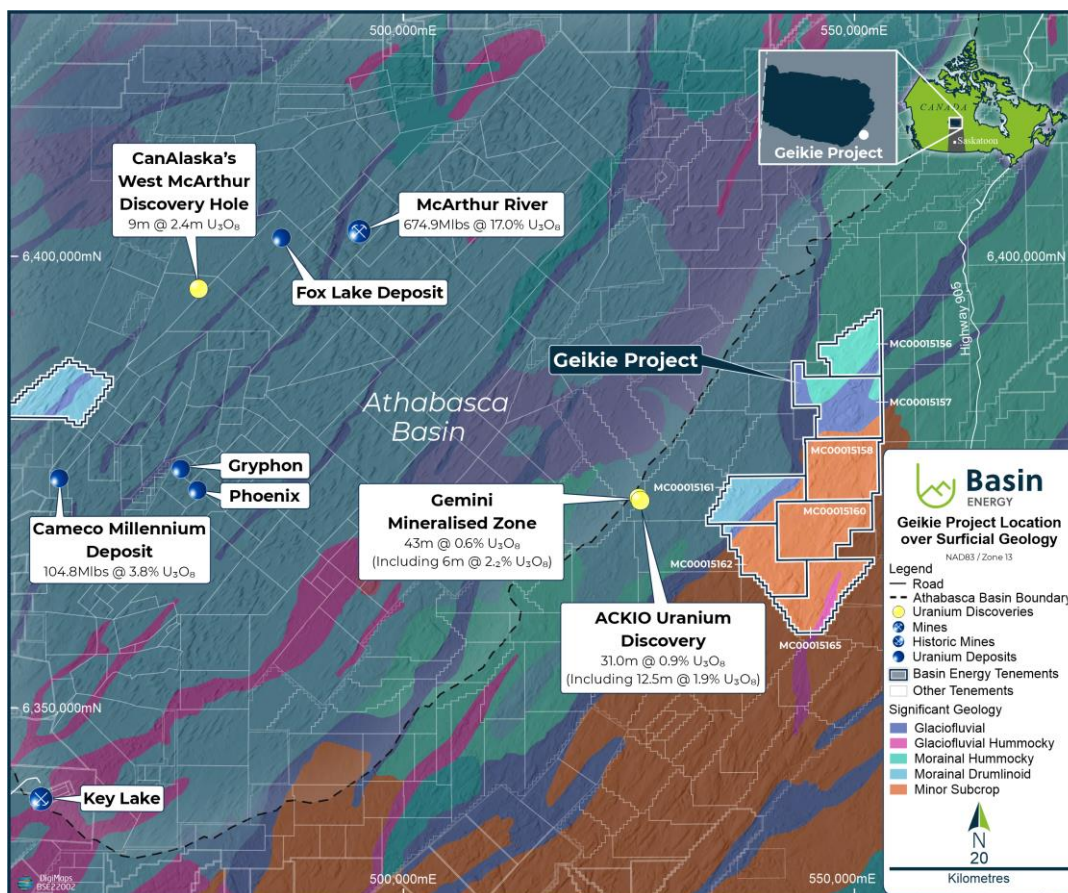 500,000mE
550,000mE
CANADA
Saskatoon
Geikie Project
CanAlaska's
West McArthur
Discovery Hole
9m @ 2.4m U₃O₈
McArthur River
674.9Mlbs @ 17.0% U₃O₈
6,400,000mN
6,400,000mN
Fox Lake Deposit
Highway 905
Geikie Project
MC00015156
MC00015157
Athabasca
Basin
MC00015158
Gryphon
Phoenix
MC00015161
MC00015160
Gemini
Mineralised Zone
43m @ 0.6% U₃O₈
(Including 6m @ 2.2% U₃O₈)
Cameco Millennium
Deposit
104.8Mlbs @ 3.8% U₃O₈
MC00015162
ACKIO Uranium
Discovery
31.0m @ 0.9% U₃O₈
(Including 12.5m @ 1.9% U₃O₈)
MC00015165
6,350,000mN
Key Lake
Basin
ENERGY
Geikie Project Location
over Surficial Geology
NAD83 / Zone 13
Legend
Road
Athabasca Basin Boundary
Uranium Discoveries
Mines
Historic Mines
Uranium Deposits
Basin Energy Tenements
Other Tenements
Significant Geology
Glaciofluvial
Glaciofluvial Hummocky
Morainal Hummocky
Morainal Drumlinoid
Minor Subcrop
N
20
Kilometres
DigiMaps
BSE22002
500,000mE
550,000mE